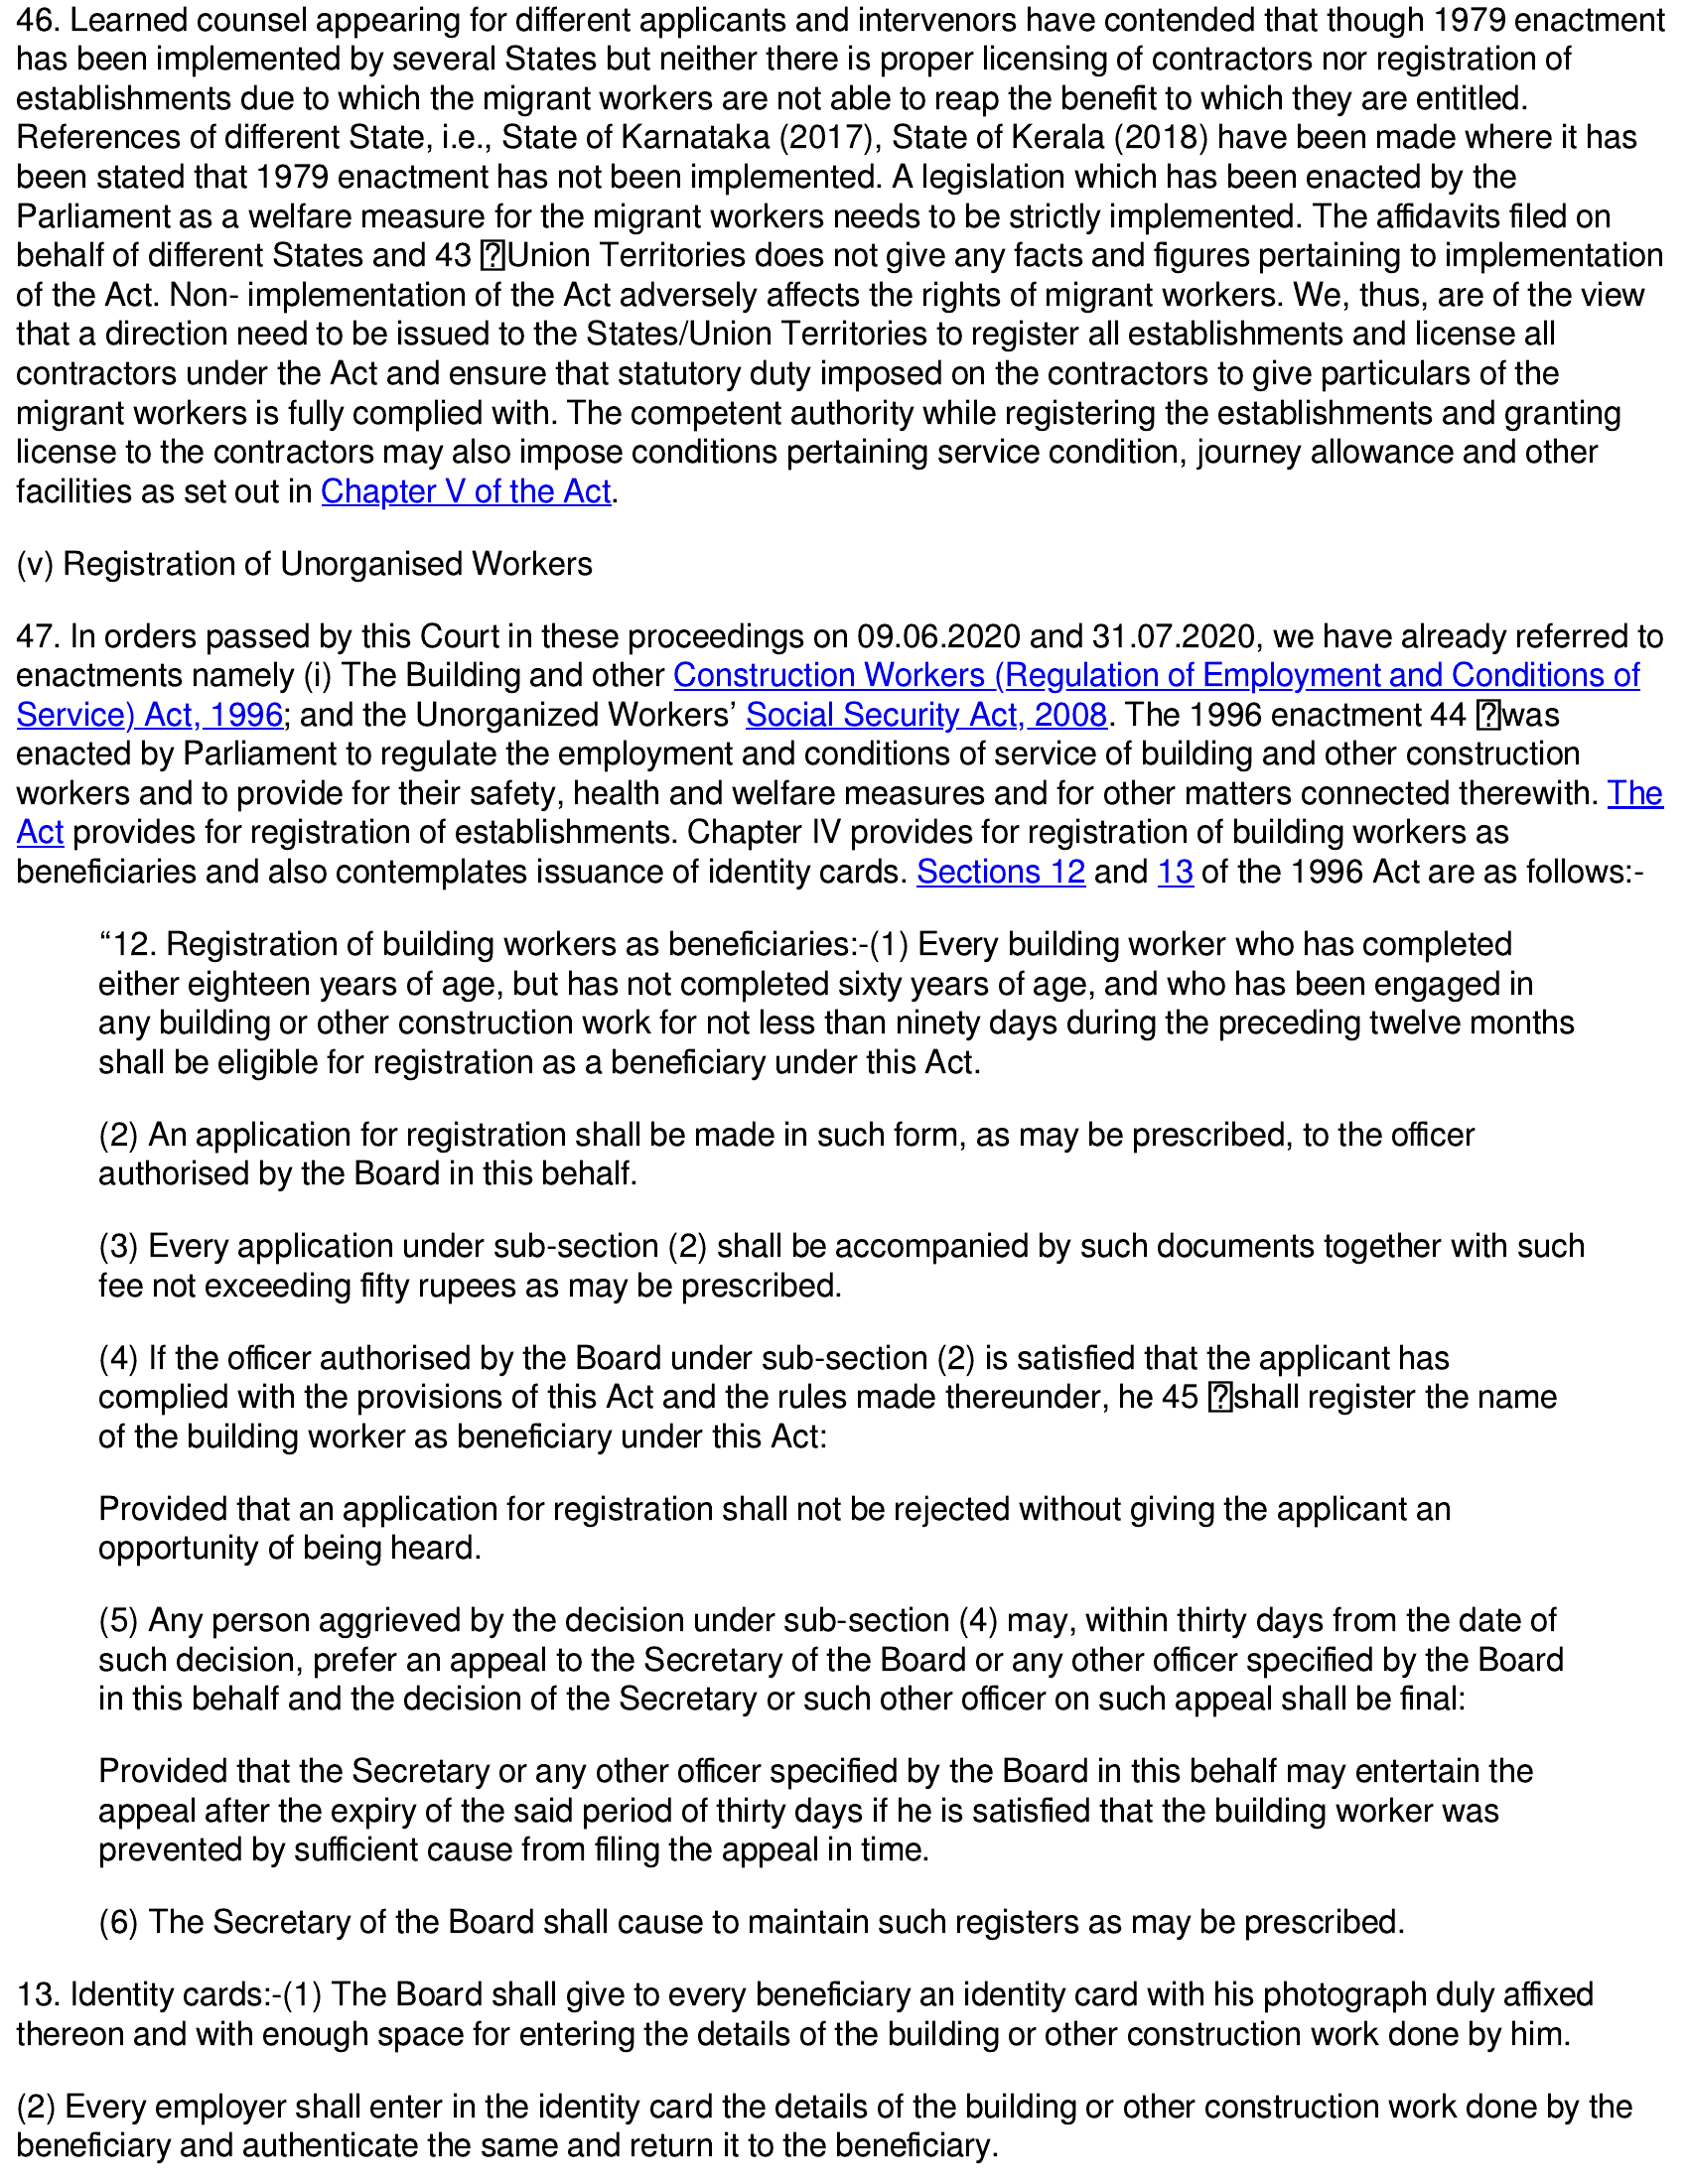 46. Learned counsel appearing for different applicants and intervenors have contended that though 1979 enactment
has been implemented by several States but neither there is proper licensing of contractors nor registration of
establishments due to which the migrant workers are not able to reap the benefit to which they are entitled.
References of different State, i.e., State of Karnataka (2017), State of Kerala (2018) have been made where it has
been stated that 1979 enactment has not been implemented. A legislation which has been enacted by the
Parliament as a welfare measure for the migrant workers needs to be strictly implemented. The affidavits filed on
behalf of different States and 43 �Union Territories does not give any facts and figures pertaining to implementation
of the Act. Non- implementation of the Act adversely affects the rights of migrant workers. We, thus, are of the view
that a direction need to be issued to the States/Union Territories to register all establishments and license all
contractors under the Act and ensure that statutory duty imposed on the contractors to give particulars of the
migrant workers is fully complied with. The competent authority while registering the establishments and granting
license to the contractors may also impose conditions pertaining service condition, journey allowance and other
facilities as set out in Chapter V of the Act.
(v) Registration of Unorganised Workers
47. In orders passed by this Court in these proceedings on 09.06.2020 and 31.07.2020, we have already referred to
enactments namely (i) The Building and other Construction Workers (Regulation of Employment and Conditions of
Service) Act, 1996; and the Unorganized Workers’ Social Security Act, 2008. The 1996 enactment 44 �was
enacted by Parliament to regulate the employment and conditions of service of building and other construction
workers and to provide for their safety, health and welfare measures and for other matters connected therewith. The
Act provides for registration of establishments. Chapter IV provides for registration of building workers as
beneficiaries and also contemplates issuance of identity cards. Sections 12 and 13 of the 1996 Act are as follows:-
“12. Registration of building workers as beneficiaries:-(1) Every building worker who has completed
either eighteen years of age, but has not completed sixty years of age, and who has been engaged in
any building or other construction work for not less than ninety days during the preceding twelve months
shall be eligible for registration as a beneficiary under this Act.
(2) An application for registration shall be made in such form, as may be prescribed, to the officer
authorised by the Board in this behalf.
(3) Every application under sub-section (2) shall be accompanied by such documents together with such
fee not exceeding fifty rupees as may be prescribed.
(4) If the officer authorised by the Board under sub-section (2) is satisfied that the applicant has
complied with the provisions of this Act and the rules made thereunder, he 45 �shall register the name
of the building worker as beneficiary under this Act:
Provided that an application for registration shall not be rejected without giving the applicant an
opportunity of being heard.
(5) Any person aggrieved by the decision under sub-section (4) may, within thirty days from the date of
such decision, prefer an appeal to the Secretary of the Board or any other officer specified by the Board
in this behalf and the decision of the Secretary or such other officer on such appeal shall be final:
Provided that the Secretary or any other officer specified by the Board in this behalf may entertain the
appeal after the expiry of the said period of thirty days if he is satisfied that the building worker was
prevented by sufficient cause from filing the appeal in time.
(6) The Secretary of the Board shall cause to maintain such registers as may be prescribed.
13. Identity cards:-(1) The Board shall give to every beneficiary an identity card with his photograph duly affixed
thereon and with enough space for entering the details of the building or other construction work done by him.
(2) Every employer shall enter in the identity card the details of the building or other construction work done by the
beneficiary and authenticate the same and return it to the beneficiary.